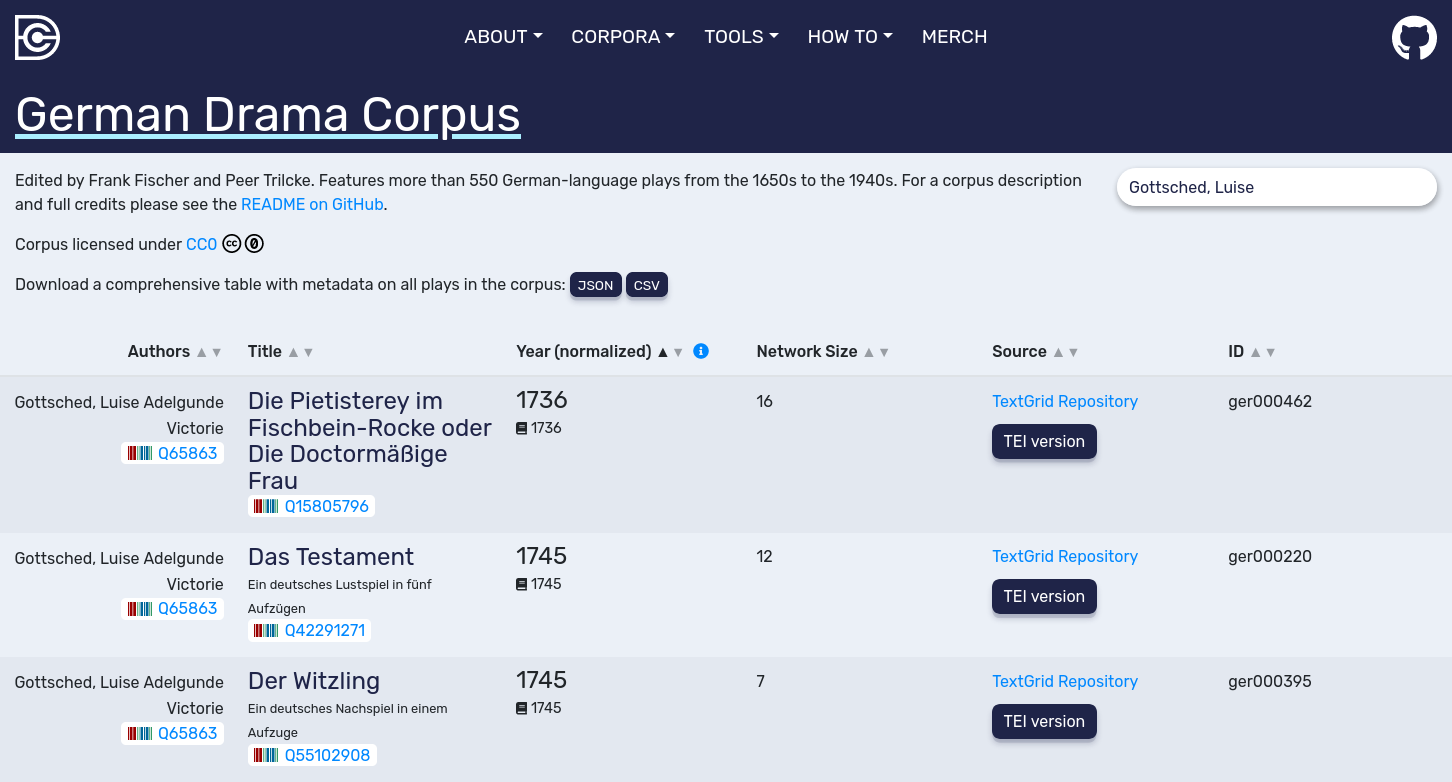 ABOUT CORPORA TOOLS HOW TO MERCH
German Drama Corpus
Edited by Frank Fischer and Peer Trilcke. Features more than 550 German-language plays from the 1650s to the 1940s. For a corpus description
and full credits please see the README on GitHub.
Gottsched, Luise
Corpus licensed under CC0
Download a comprehensive table with metadata on all plays in the corpus: JSON CSV
Authors ▲▼ Title ▲▼ Year (normalized) ▲▼ Network Size ▲▼ Source ▲▼ ID ▲▼
Gottsched, Luise Adelgunde
Victorie
Q65863
Die Pietisterey im
Fischbein-Rocke oder
Die Doctormäßige
Frau
Q15805796
1736
1736
16
TextGrid Repository
TEI version
ger000462
Gottsched, Luise Adelgunde
Victorie
Q65863
Das Testament
Ein deutsches Lustspiel in fünf
Aufzügen
Q42291271
1745
1745
12
TextGrid Repository
TEI version
ger000220
Gottsched, Luise Adelgunde
Victorie
Q65863
Der Witzling
Ein deutsches Nachspiel in einem
Aufzuge
Q55102908
1745
1745
7
TextGrid Repository
TEI version
ger000395